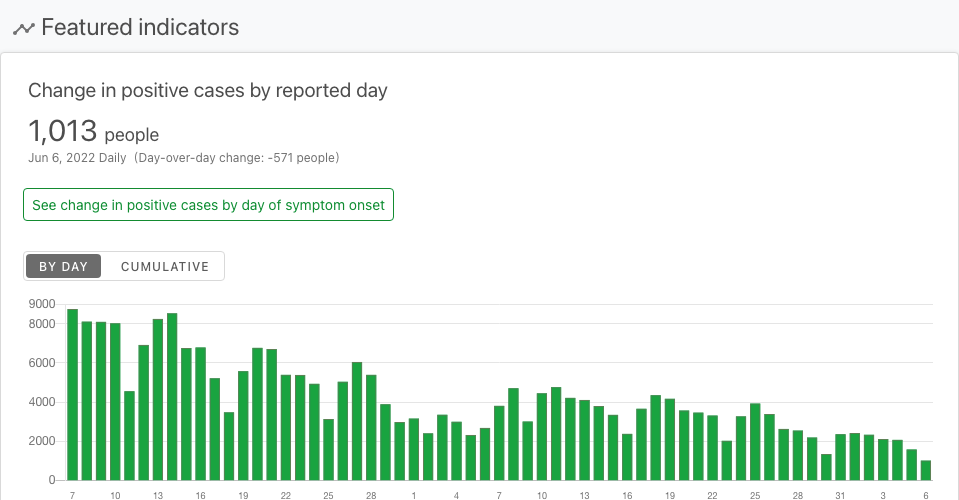 Featured indicators
Change in positive cases by reported day
1,013 people
Jun 6, 2022 Daily (Day-over-day change: -571 people)
See change in positive cases by day of symptom onset
BY DAY CUMULATIVE
9000
8000
6000
4000
2000
0
7 10 13 16 19 22 25 28 1 4 7 10 13 16 19 22 25 28 31 3 6